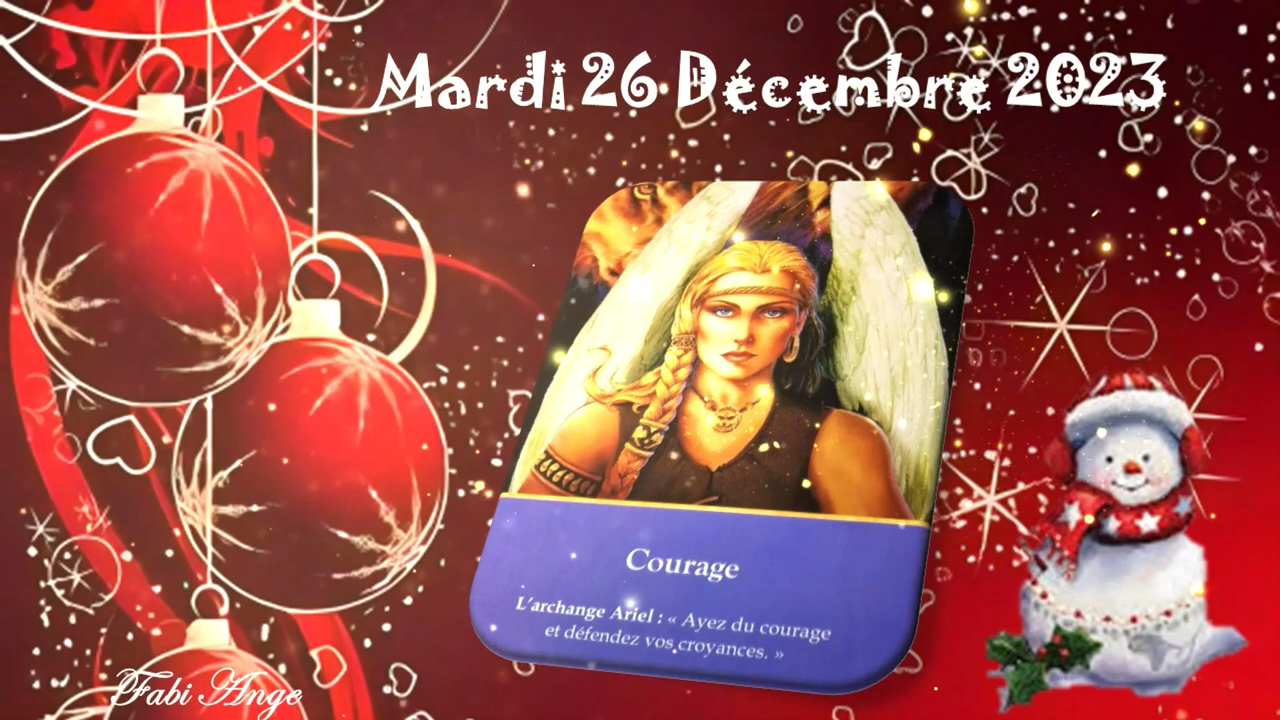 Mardi 26 Décembre 2023
Courage
L'archange Ariel : « Ayez du courage
et défendez vos croyances. »
Fabi Ange